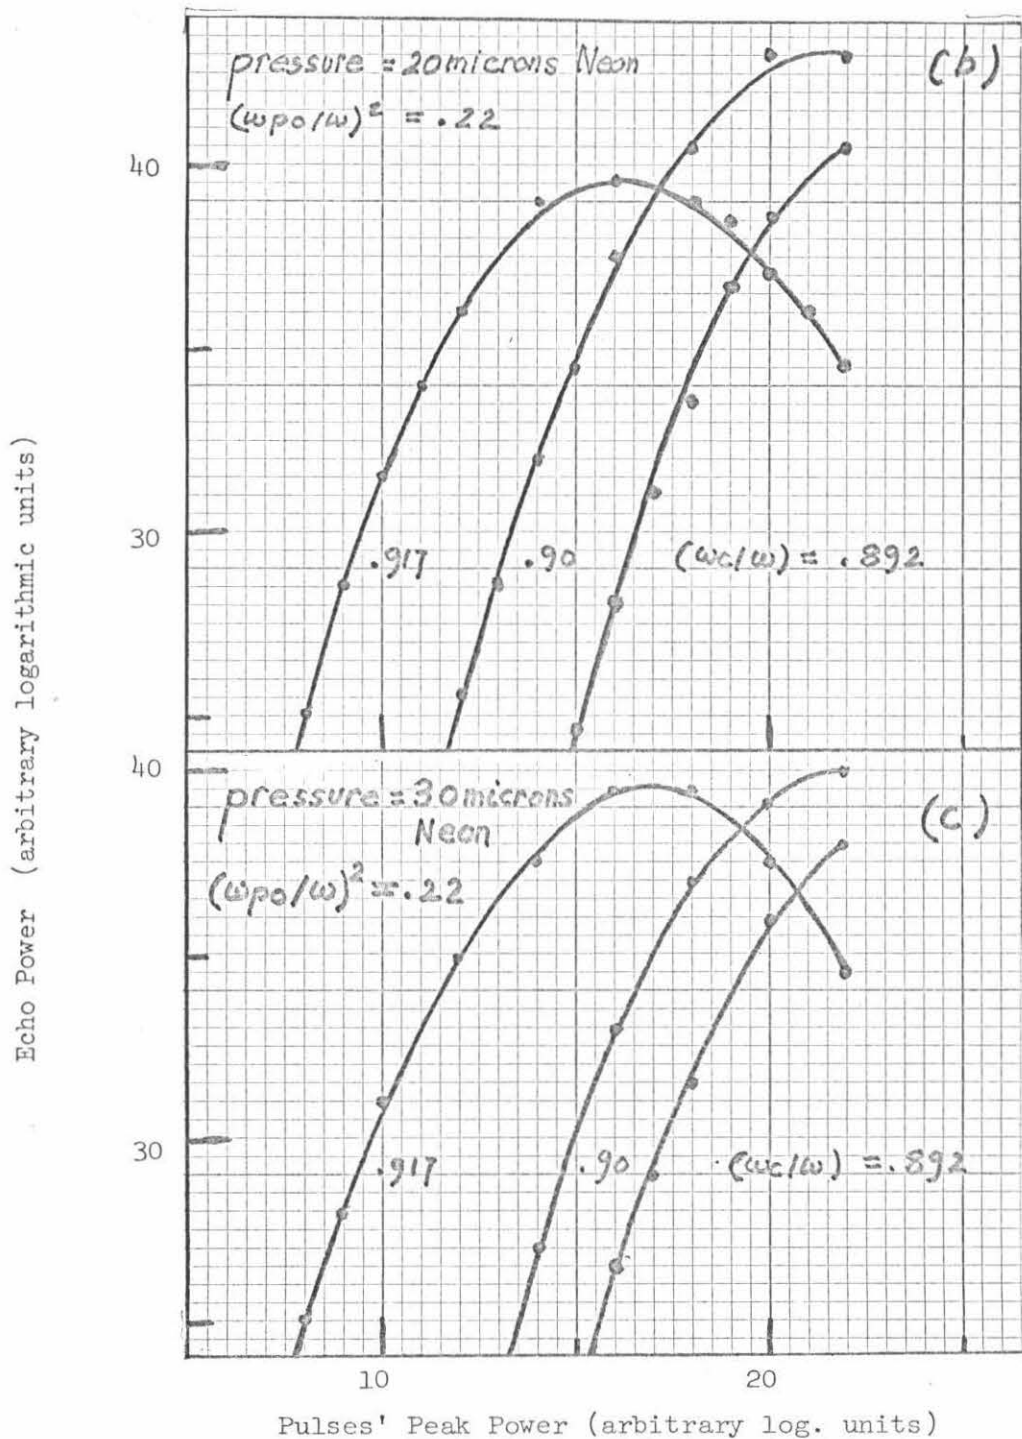 pressure = 20 microns Neon
(ωpo/ω)² = .22
(b)
40
30
.917
.90
(ωc/ω) = .892
40
pressure = 30 microns
Neon
(c)
(ωpo/ω)² = .22
30
.917
.90
(ωc/ω) = .892
10
20
Pulses' Peak Power (arbitrary log. units)
Echo Power (arbitrary logarithmic units)